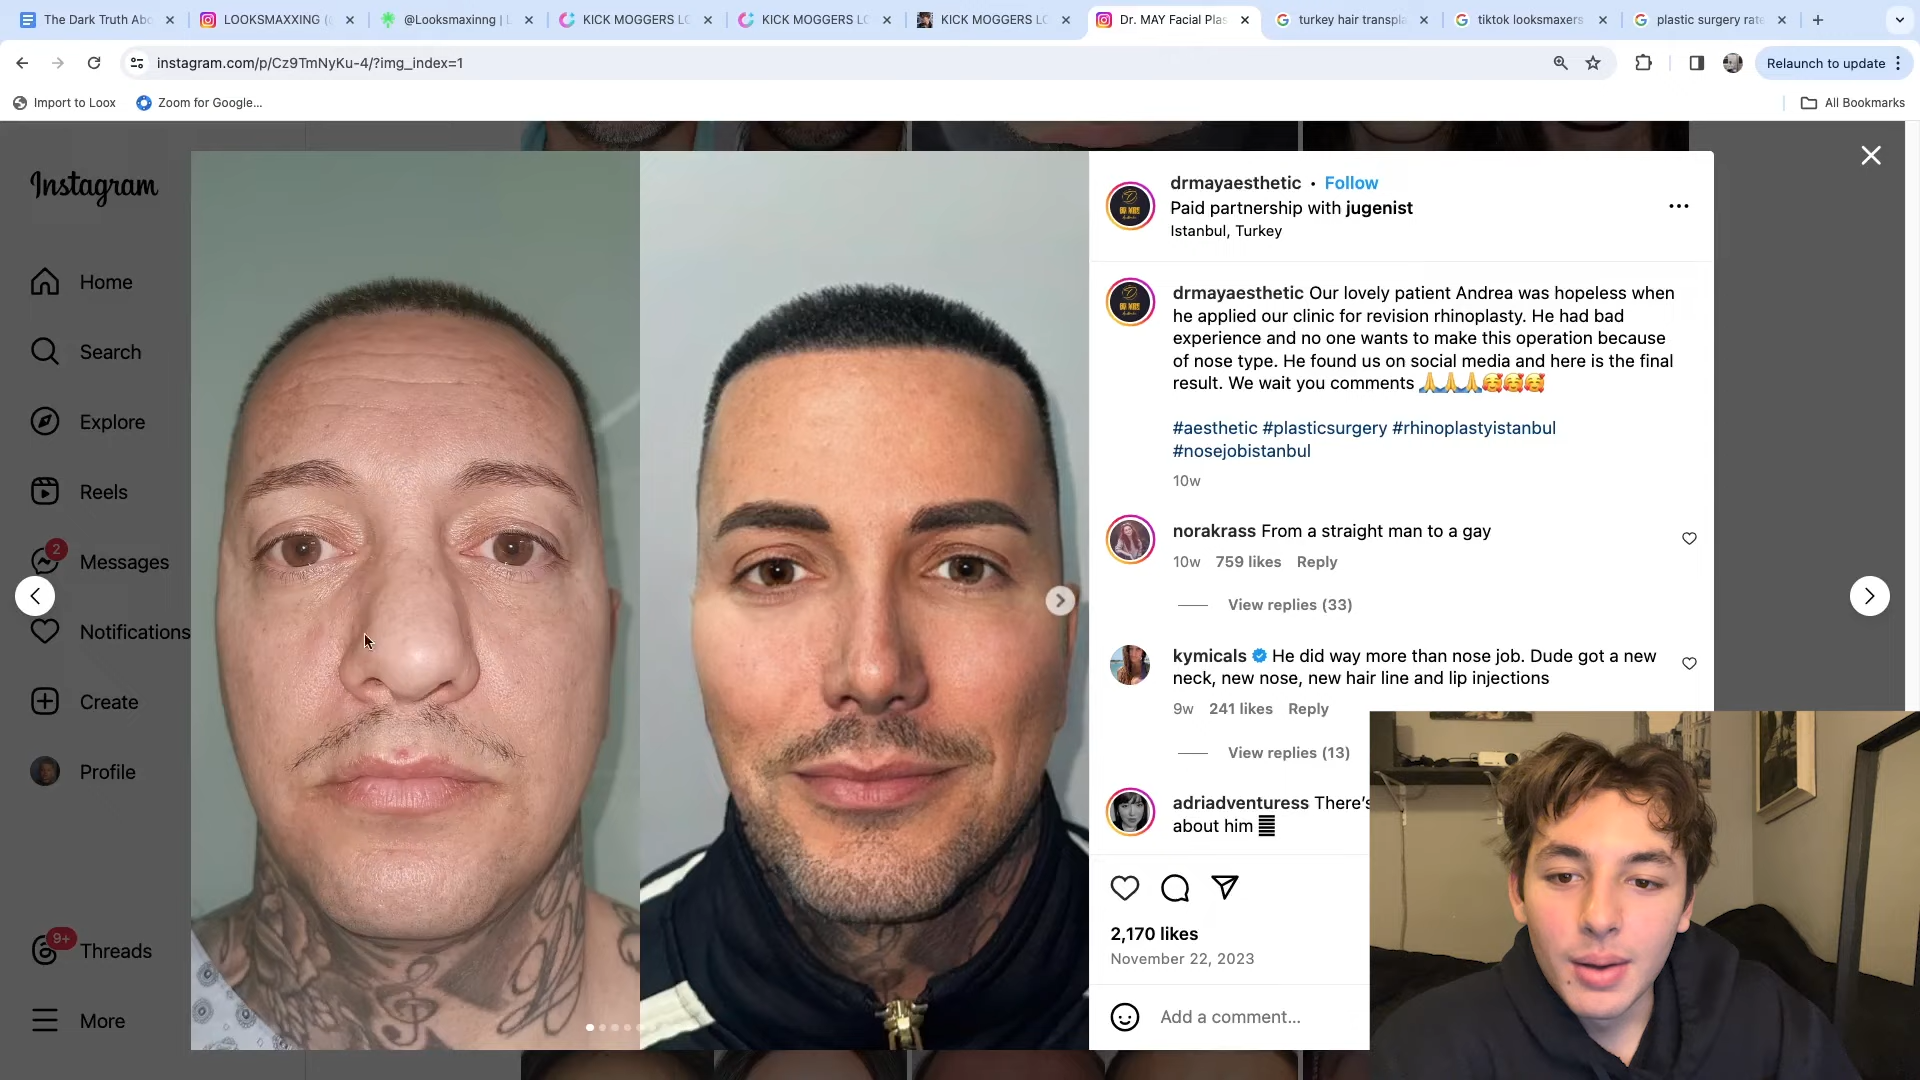 The Dark Truth Abo
LOOKSMAXXING (
@Looksmaxinng | L
KICK MOGGERS LO
KICK MOGGERS LO
KICK MOGGERS LO
Dr. MAY Facial Plas
turkey hair transpla
tiktok looksmaxers
plastic surgery rate
instagram.com/p/Cz9TmNyKu-4/?img_index=1
Relaunch to update
Import to Loox
Zoom for Google...
All Bookmarks
Instagram
Home
Search
Explore
Reels
2
Messages
Notifications
Create
Profile
9+
Threads
More
drmayaesthetic • Follow
Paid partnership with jugenist
Istanbul, Turkey
drmayaesthetic Our lovely patient Andrea was hopeless when
he applied our clinic for revision rhinoplasty. He had bad
experience and no one wants to make this operation because
of nose type. He found us on social media and here is the final
result. We wait you comments 🙏🙏🙏🥰🥰🥰
#aesthetic #plasticsurgery #rhinoplastyistanbul
#nosejobistanbul
10w
norakrass From a straight man to a gay
10w 759 likes Reply
View replies (33)
kymicals He did way more than nose job. Dude got a new
neck, new nose, new hair line and lip injections
9w 241 likes Reply
View replies (13)
adriadventuress There's
about him
2,170 likes
November 22, 2023
Add a comment...